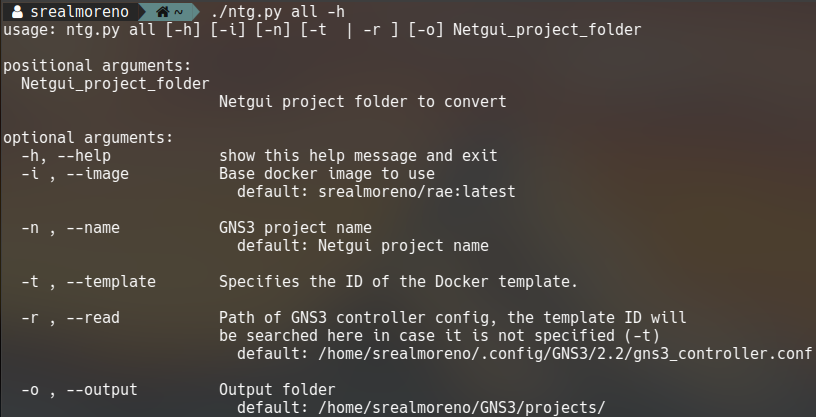 srealmoreno ~ ./ntg.py all -h
usage: ntg.py all [-h] [-i] [-n] [-t  | -r ] [-o] Netgui_project_folder
positional arguments:
Netgui_project_folder
Netgui project folder to convert
optional arguments:
-h, --help            show this help message and exit
-i , --image          Base docker image to use
default: srealmoreno/rae:latest
-n , --name           GNS3 project name
default: Netgui project name
-t , --template       Specifies the ID of the Docker template.
-r , --read           Path of GNS3 controller config, the template ID will
be searched here in case it is not specified (-t)
default: /home/srealmoreno/.config/GNS3/2.2/gns3_controller.conf
-o , --output         Output folder
default: /home/srealmoreno/GNS3/projects/